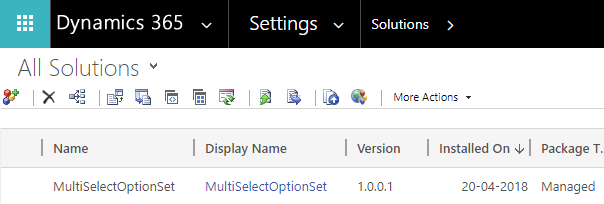 Dynamics 365 Settings Solutions
All Solutions
More Actions
Name Display Name Version Installed On Package T...
MultiSelectOptionSet MultiSelectOptionSet 1.0.0.1 20-04-2018 Managed